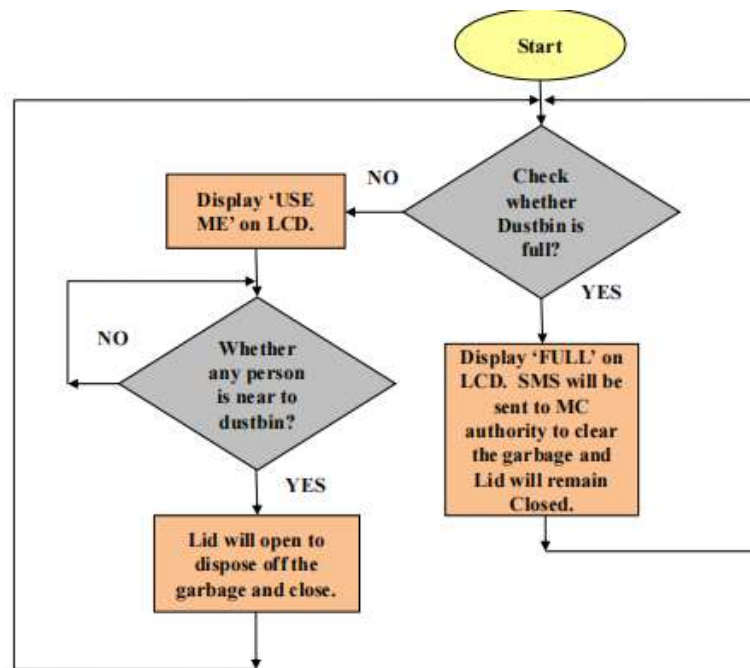 Start
Check
whether
Dustbin is
full?
NO
Display ‘USE
ME’ on LCD.
YES
NO
Whether
any person
is near to
dustbin?
Display ‘FULL’ on
LCD. SMS will be
sent to MC
authority to clear
the garbage and
Lid will remain
Closed.
YES
Lid will open to
dispose off the
garbage and close.